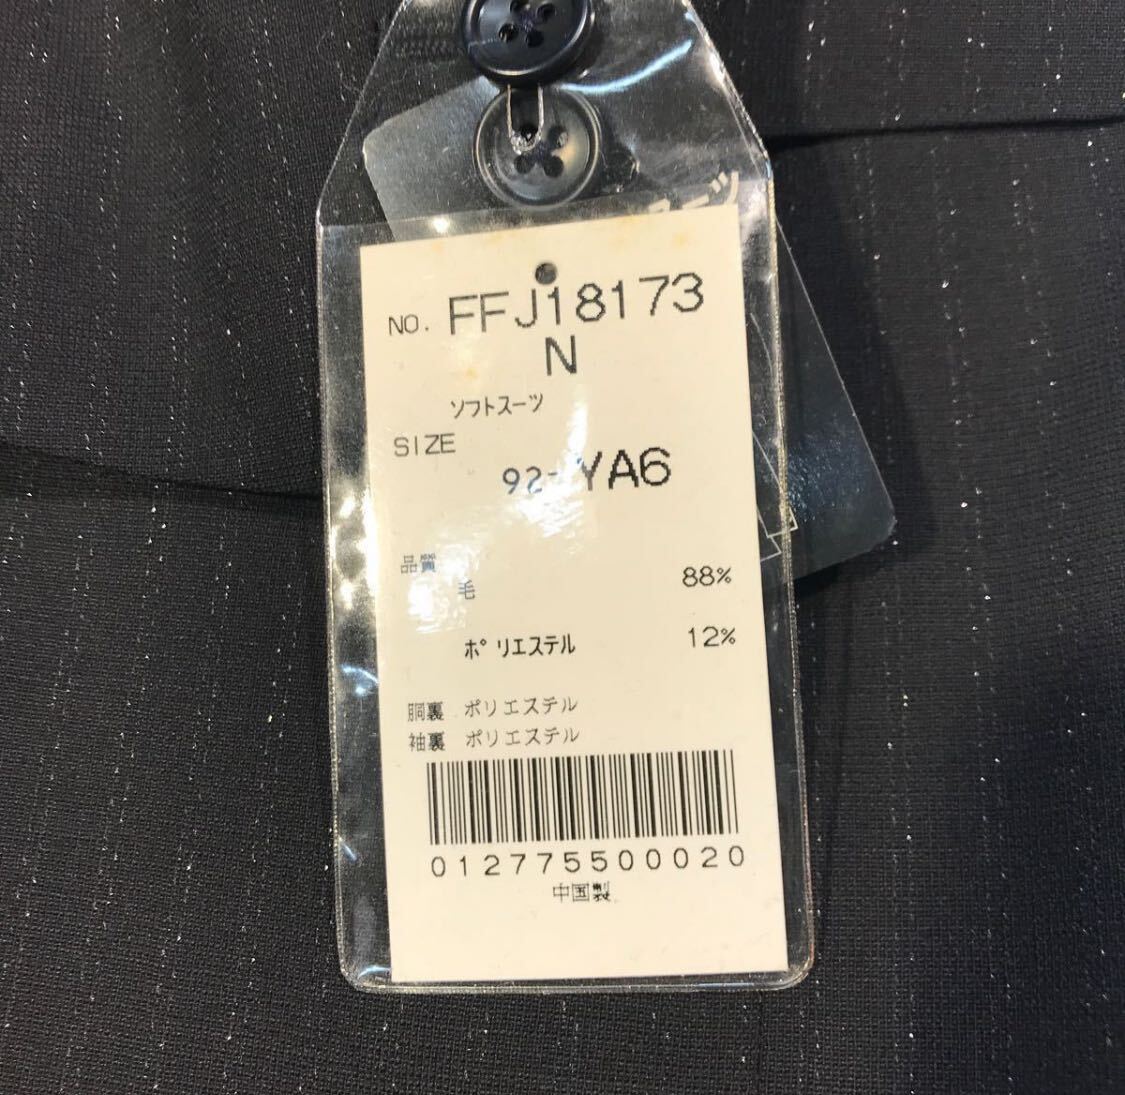 NO. FFJ18173
N
ソフトスーツ
SIZE
92-YA6
品質
毛 88%
ポリエステル 12%
胴裏 ポリエステル
袖裏 ポリエステル
012775500020
中国製